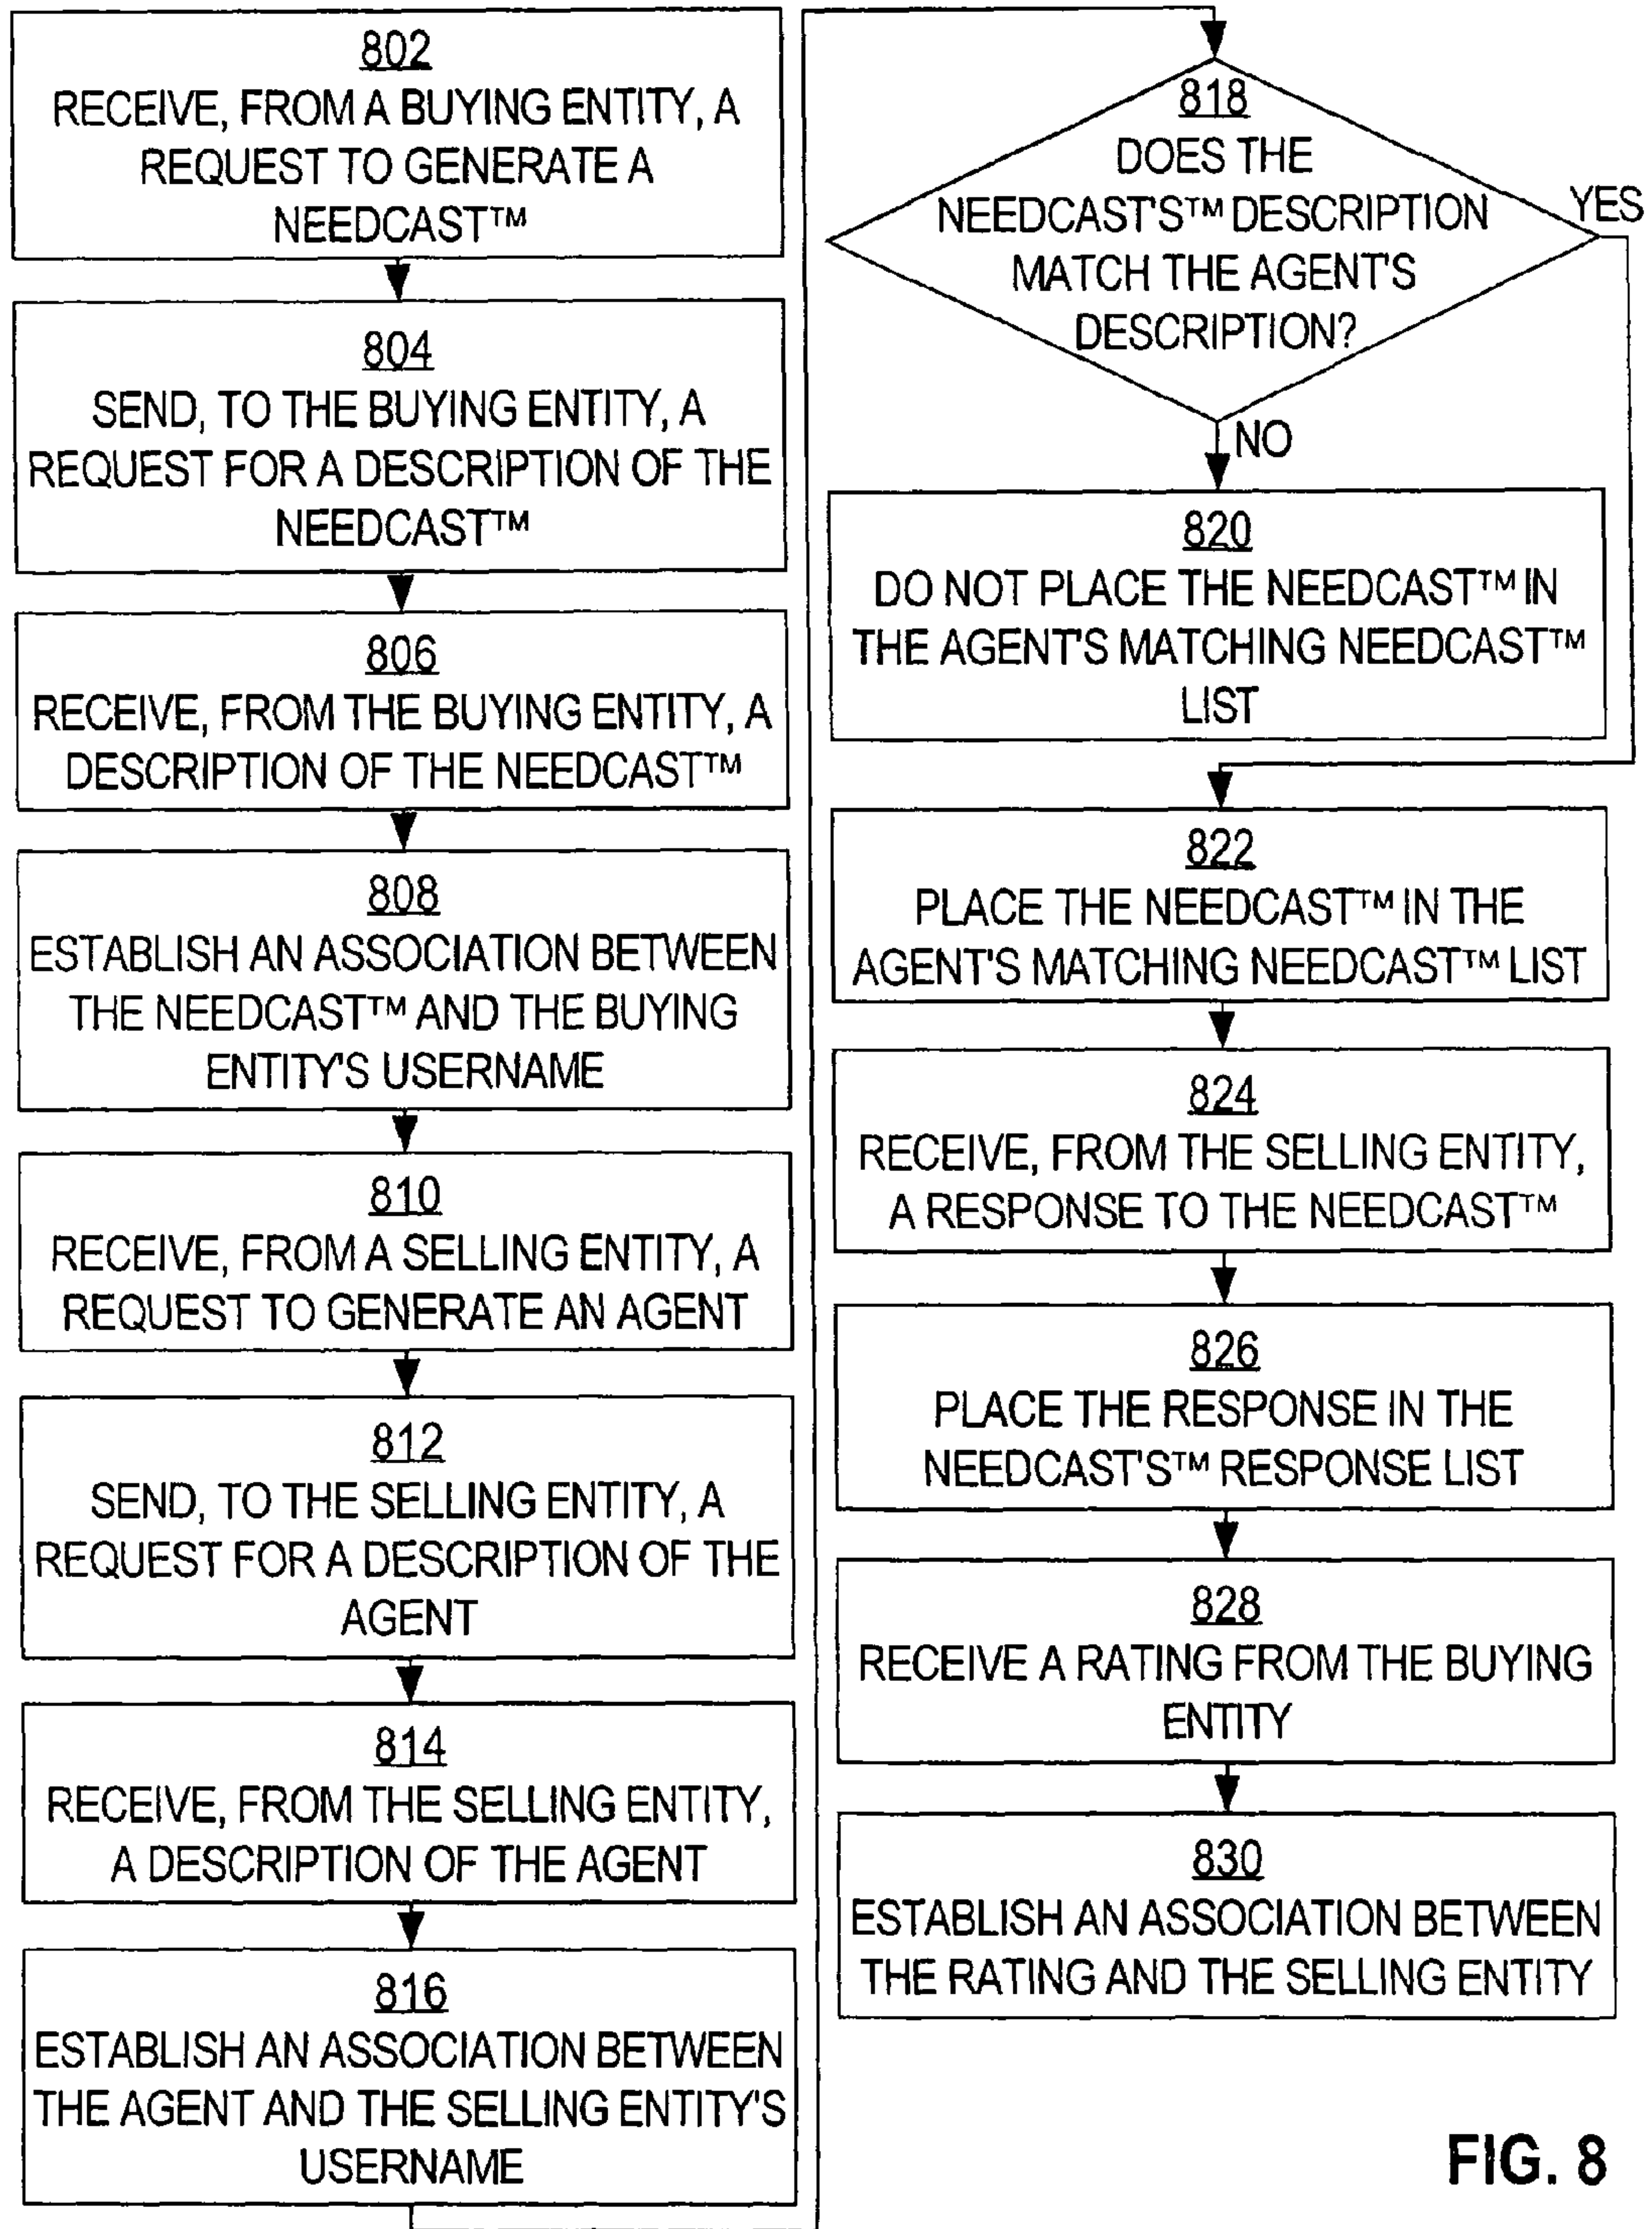 802
RECEIVE, FROM A BUYING ENTITY, A
REQUEST TO GENERATE A
NEEDCAST™
804
SEND, TO THE BUYING ENTITY, A
REQUEST FOR A DESCRIPTION OF THE
NEEDCAST™
806
RECEIVE, FROM THE BUYING ENTITY, A
DESCRIPTION OF THE NEEDCAST™
808
ESTABLISH AN ASSOCIATION BETWEEN
THE NEEDCAST™ AND THE BUYING
ENTITY'S USERNAME
810
RECEIVE, FROM A SELLING ENTITY, A
REQUEST TO GENERATE AN AGENT
812
SEND, TO THE SELLING ENTITY, A
REQUEST FOR A DESCRIPTION OF THE
AGENT
814
RECEIVE, FROM THE SELLING ENTITY,
A DESCRIPTION OF THE AGENT
816
ESTABLISH AN ASSOCIATION BETWEEN
THE AGENT AND THE SELLING ENTITY'S
USERNAME
818
DOES THE
NEEDCAST'S™ DESCRIPTION
MATCH THE AGENT'S
DESCRIPTION?
YES
NO
820
DO NOT PLACE THE NEEDCAST™ IN
THE AGENT'S MATCHING NEEDCAST™
LIST
822
PLACE THE NEEDCAST™ IN THE
AGENT'S MATCHING NEEDCAST™ LIST
824
RECEIVE, FROM THE SELLING ENTITY,
A RESPONSE TO THE NEEDCAST™
826
PLACE THE RESPONSE IN THE
NEEDCAST'S™ RESPONSE LIST
828
RECEIVE A RATING FROM THE BUYING
ENTITY
830
ESTABLISH AN ASSOCIATION BETWEEN
THE RATING AND THE SELLING ENTITY
FIG. 8